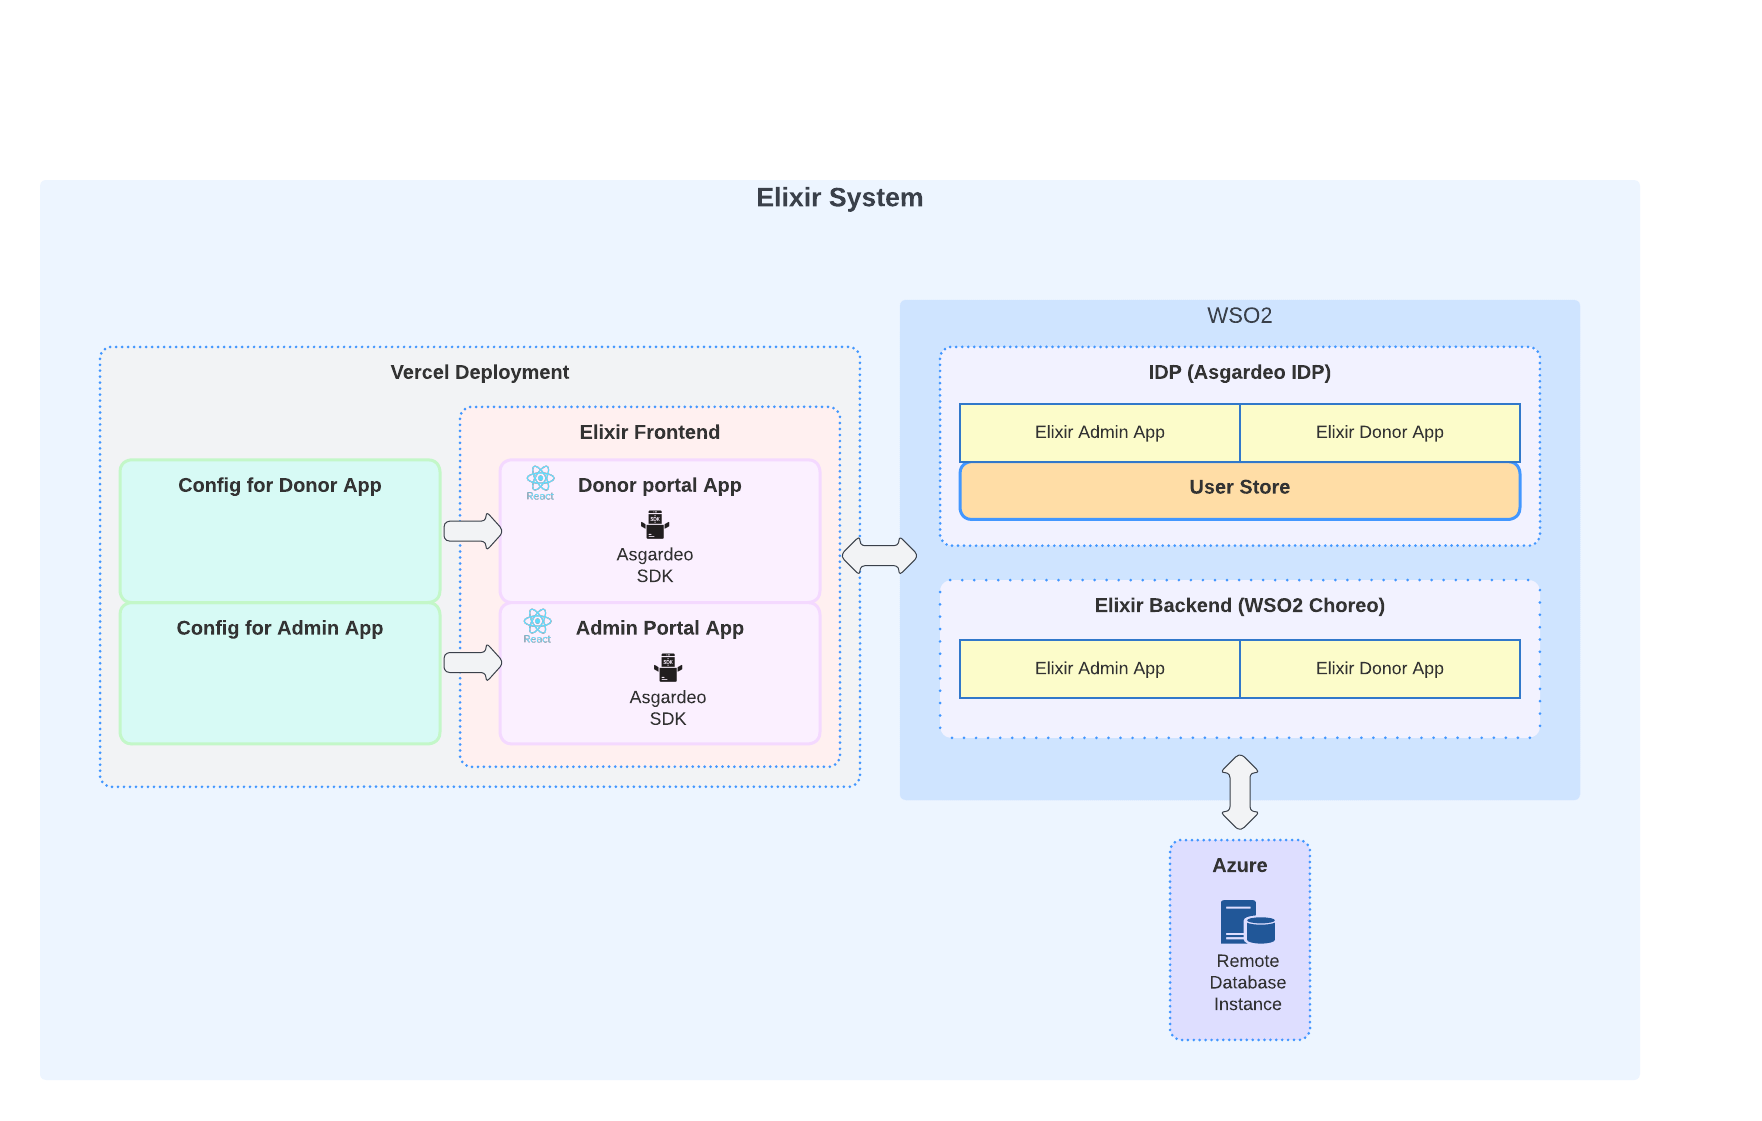 Elixir System
Vercel Deployment
Config for Donor App
Config for Admin App
Elixir Frontend
React
Donor portal App
SDK
Asgardeo
SDK
React
Admin Portal App
SDK
Asgardeo
SDK
WSO2
IDP (Asgardeo IDP)
Elixir Admin App
Elixir Donor App
User Store
Elixir Backend (WSO2 Choreo)
Elixir Admin App
Elixir Donor App
Azure
Remote
Database
Instance